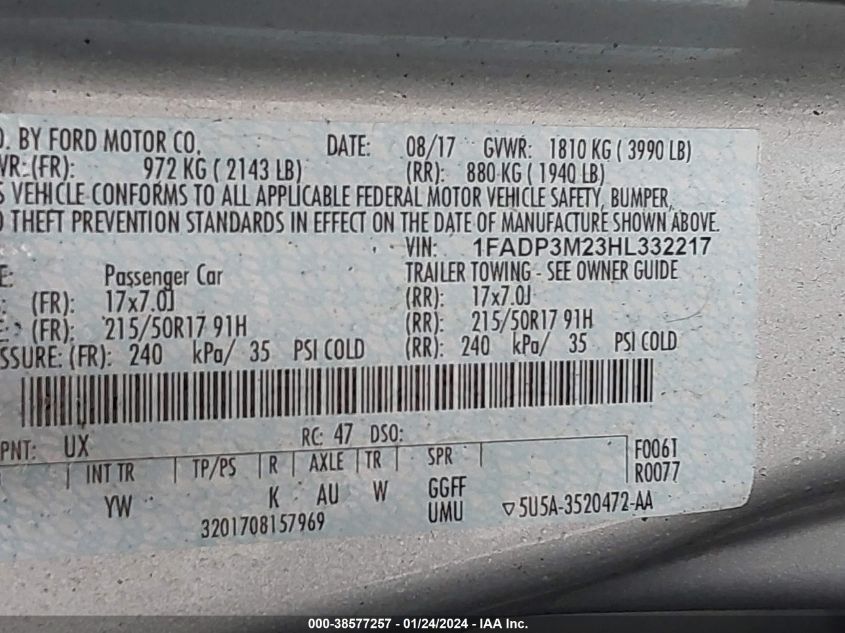 . BY FORD MOTOR CO. DATE: 08/17 GVWR: 1810 KG ( 3990 LB)
WR: (FR): 972 KG ( 2143 LB) (RR): 880 KG ( 1940 LB)
S VEHICLE CONFORMS TO ALL APPLICABLE FEDERAL MOTOR VEHICLE SAFETY, BUMPER,
THEFT PREVENTION STANDARDS IN EFFECT ON THE DATE OF MANUFACTURE SHOWN ABOVE.
VIN: 1FADP3M23HL332217
E: Passenger Car TRAILER TOWING - SEE OWNER GUIDE
(FR): 17x7.0J (RR): 17x7.0J
(FR): 215/50R17 91H (RR): 215/50R17 91H
SSURE: (FR): 240 kPa/ 35 PSI COLD (RR): 240 kPa/ 35 PSI COLD
PNT: UX RC: 47 DSO:
INT TR TP/PS R AXLE TR SPR F0061
R0077
YW K AU W GGFF
UMU
3201708157969 ▽5U5A-3520472-AA
000-38577257 - 01/24/2024 - IAA Inc.